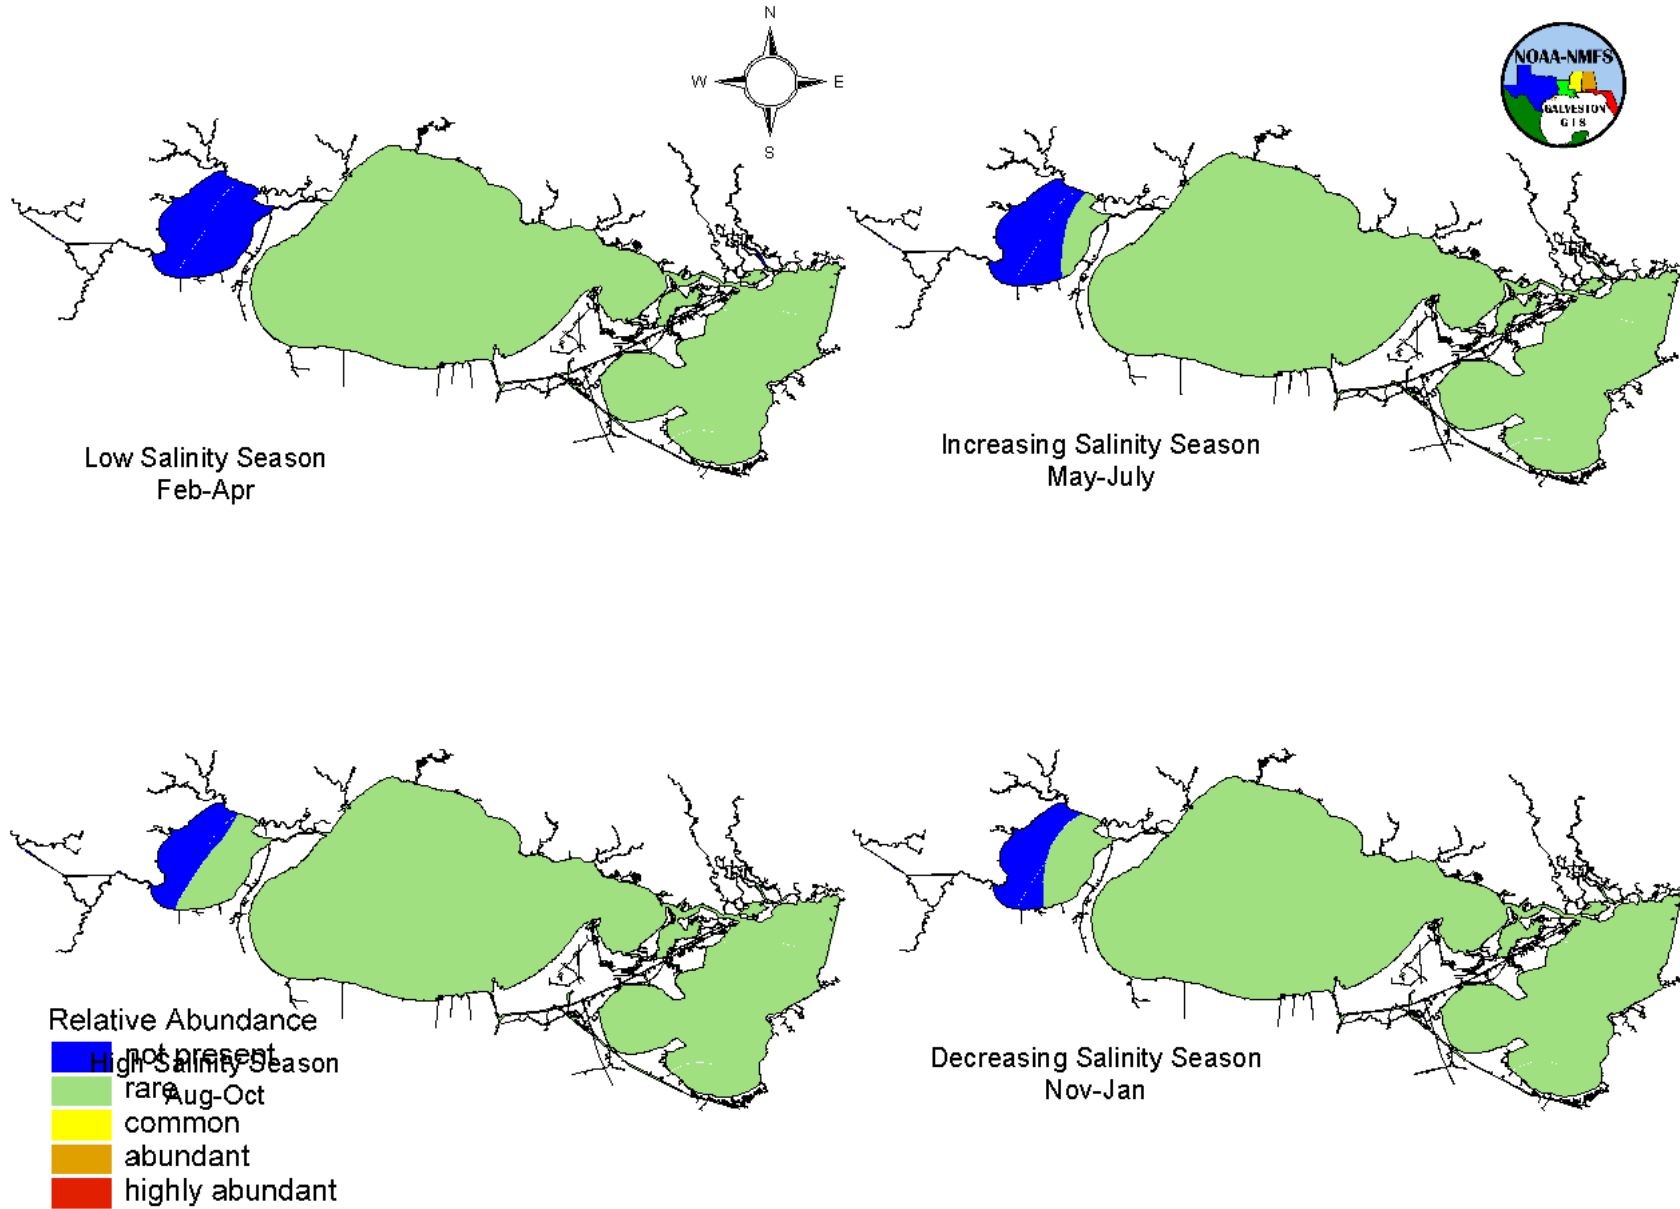 N
W E
S
NOAA-NMFS
GALVESTON
GIS
Low Salinity Season
Feb-Apr
Increasing Salinity Season
May-July
Relative Abundance
not present
High Salinity Season
rare
Aug-Oct
common
abundant
highly abundant
Decreasing Salinity Season
Nov-Jan